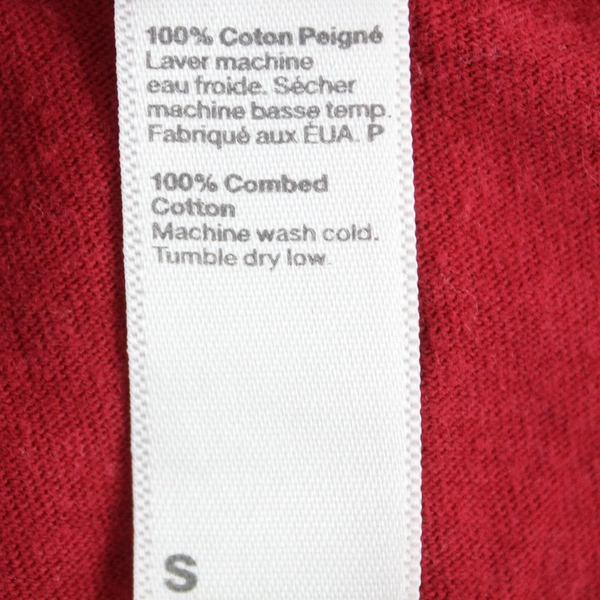 100% Coton Peigné
Laver machine
eau froide. Sécher
machine basse temp.
Fabriqué aux ÉUA. P
100% Combed
Cotton
Machine wash cold.
Tumble dry low.
S